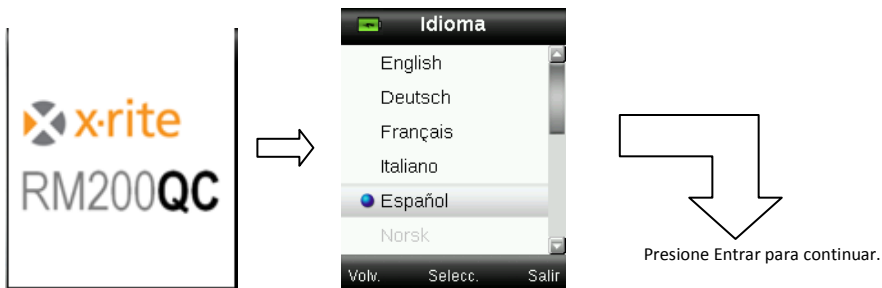 x·rite
RM200QC
Idioma
English
Deutsch
Français
Italiano
Español
Norsk
Volv. Selecc. Salir
Presione Entrar para continuar.